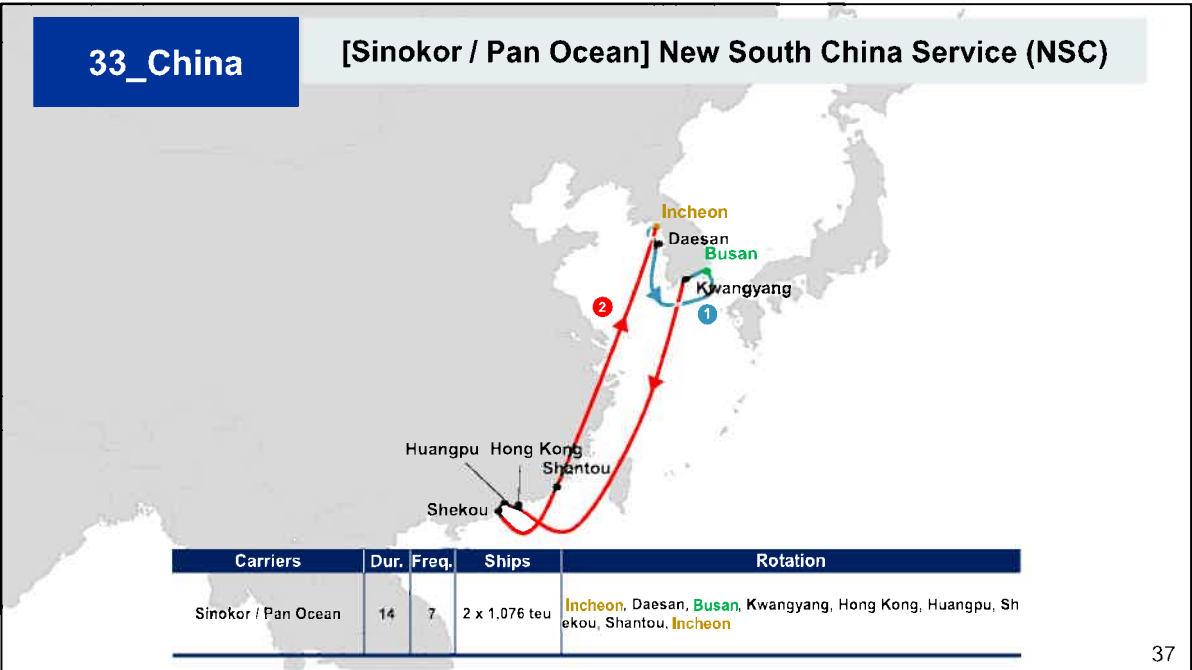 33_China
[Sinokor / Pan Ocean] New South China Service (NSC)
Incheon
Daesan
Busan
Kwangyang
2
1
Huangpu Hong Kong
Shantou
Shekou
Carriers Dur. Freq. Ships Rotation
Sinokor / Pan Ocean 14 7 2 x 1,076 teu Incheon, Daesan, Busan, Kwangyang, Hong Kong, Huangpu, Sh
ekou, Shantou, Incheon
37